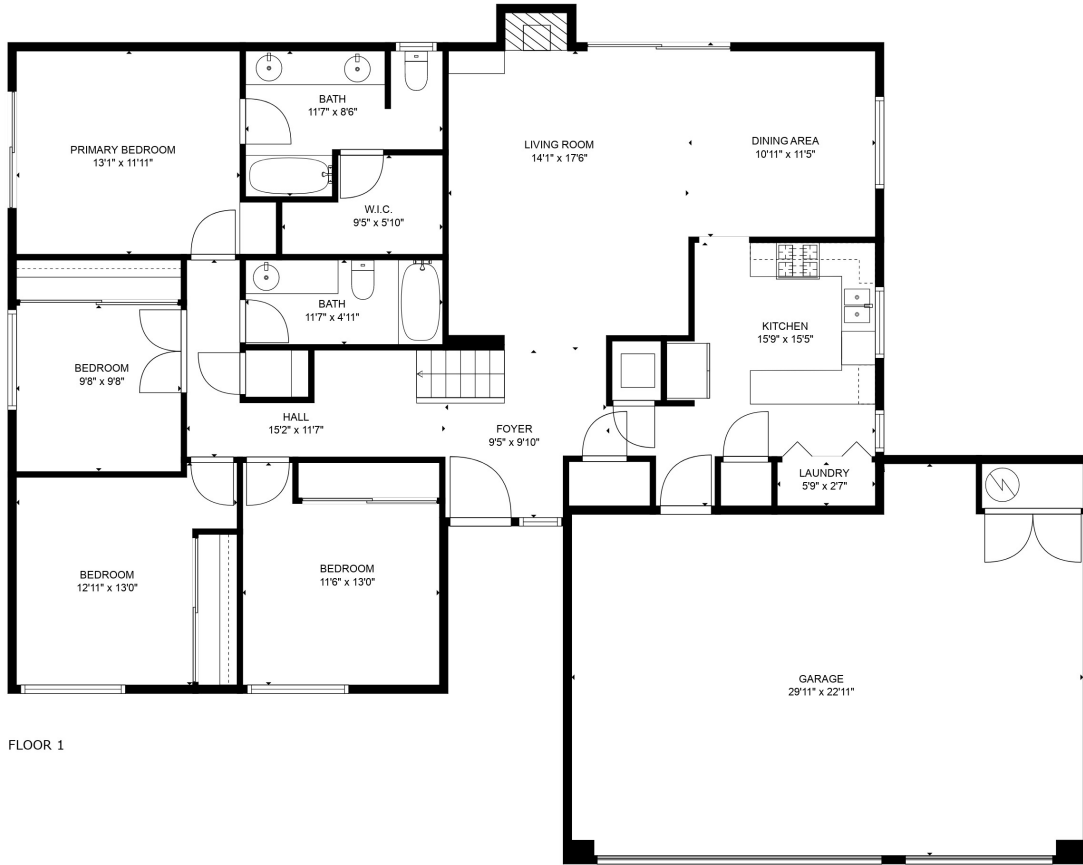 BATH
11'7" x 8'6"
PRIMARY BEDROOM
13'1" x 11'11"
LIVING ROOM
14'1" x 17'6"
DINING AREA
10'11" x 11'5"
W.I.C.
9'5" x 5'10"
BATH
11'7" x 4'11"
KITCHEN
15'9" x 15'5"
BEDROOM
9'8" x 9'8"
HALL
15'2" x 11'7"
FOYER
9'5" x 9'10"
LAUNDRY
5'9" x 2'7"
BEDROOM
12'11" x 13'0"
BEDROOM
11'6" x 13'0"
GARAGE
29'11" x 22'11"
FLOOR 1